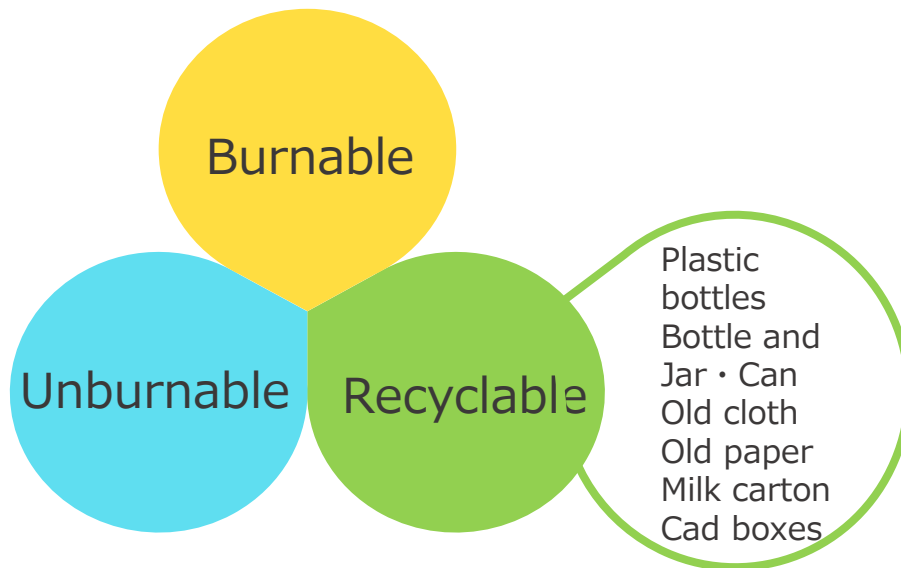 Burnable
Unburnable
Recyclable
Plastic
bottles
Bottle and
Jar・Can
Old cloth
Old paper
Milk carton
Cad boxes